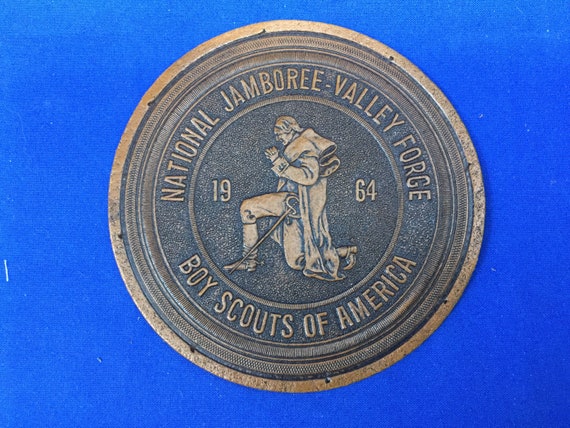 NATIONAL JAMBOREE-VALLEY FORGE
19 64
BOY SCOUTS OF AMERICA